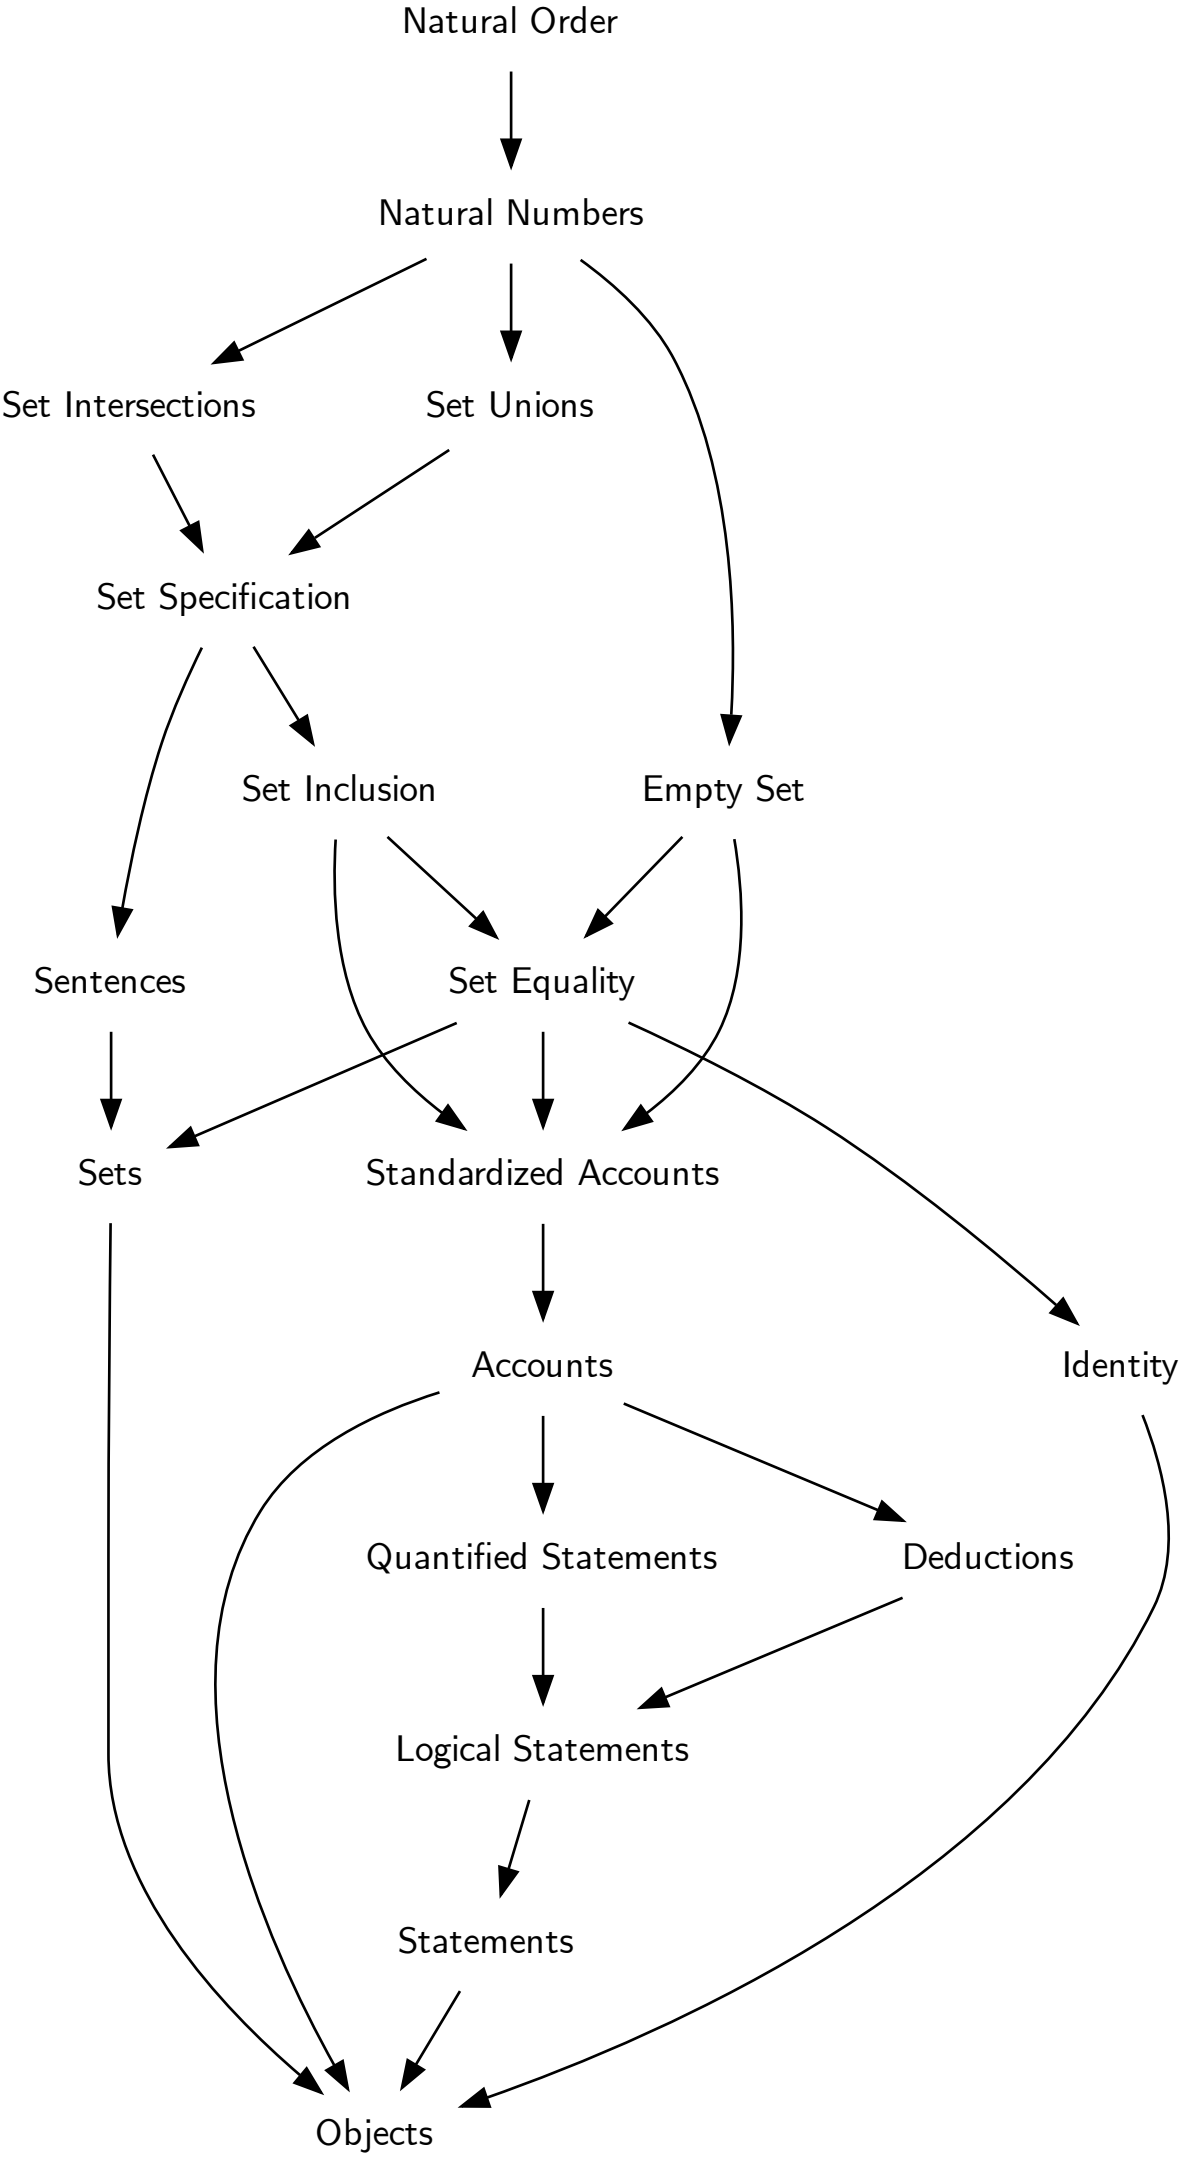 Natural Order
Natural Numbers
Set Intersections
Set Unions
Set Specification
Set Inclusion
Empty Set
Sentences
Set Equality
Sets
Standardized Accounts
Accounts
Identity
Quantified Statements
Deductions
Logical Statements
Statements
Objects